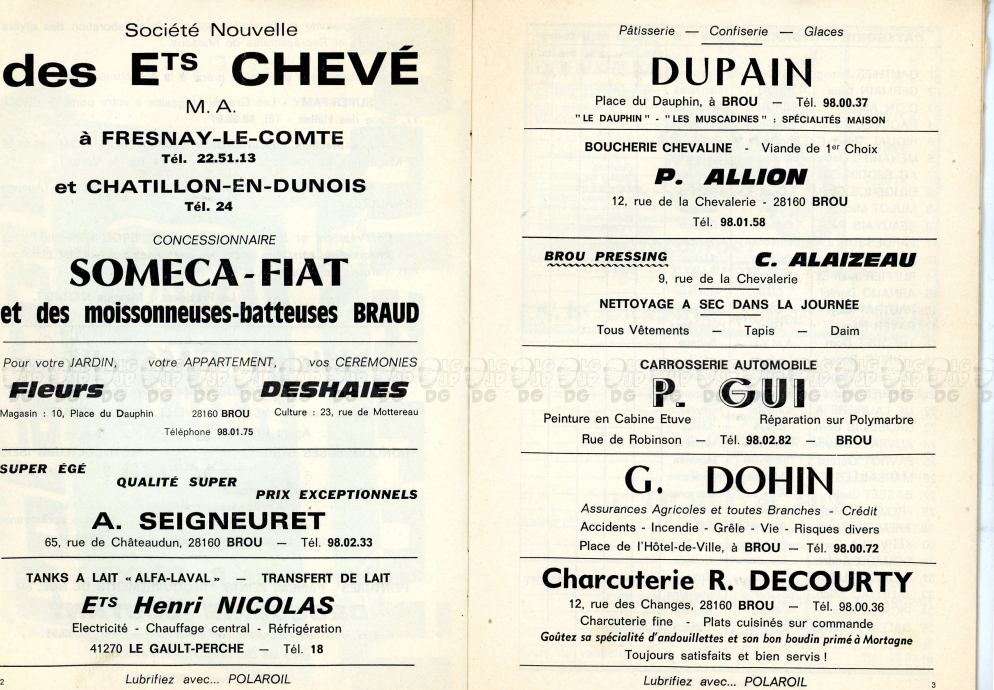 Société Nouvelle
des ETS CHEVÉ
M. A.
à FRESNAY-LE-COMTE
Tél. 22.51.13
et CHATILLON-EN-DUNOIS
Tél. 24
CONCESSIONNAIRE
SOMECA-FIAT
et des moissonneuses-batteuses BRAUD
Pour votre JARDIN, votre APPARTEMENT, vos CÉRÉMONIES
Fleurs DESHAIES
Magasin : 10, Place du Dauphin 28160 BROU Culture : 23, rue de Mottereau
Téléphone 98.01.75
SUPER ÉGÉ
QUALITÉ SUPER
PRIX EXCEPTIONNELS
A. SEIGNEURET
65, rue de Châteaudun, 28160 BROU — Tél. 98.02.33
TANKS A LAIT « ALFA-LAVAL » — TRANSFERT DE LAIT
ETS Henri NICOLAS
Electricité - Chauffage central - Réfrigération
41270 LE GAULT-PERCHE — Tél. 18
2 Lubrifiez avec... POLAROIL
Pâtisserie — Confiserie — Glaces
DUPAIN
Place du Dauphin, à BROU — Tél. 98.00.37
" LE DAUPHIN " - " LES MUSCADINES " : SPÉCIALITÉS MAISON
BOUCHERIE CHEVALINE - Viande de 1er Choix
P. ALLION
12, rue de la Chevalerie - 28160 BROU
Tél. 98.01.58
BROU PRESSING C. ALAIZEAU
9, rue de la Chevalerie
NETTOYAGE A SEC DANS LA JOURNÉE
Tous Vêtements — Tapis — Daim
CARROSSERIE AUTOMOBILE
P. GUI
Peinture en Cabine Etuve Réparation sur Polymarbre
Rue de Robinson — Tél. 98.02.82 — BROU
G. DOHIN
Assurances Agricoles et toutes Branches - Crédit
Accidents - Incendie - Grêle - Vie - Risques divers
Place de l'Hôtel-de-Ville, à BROU — Tél. 98.00.72
Charcuterie R. DECOURTY
12, rue des Changes, 28160 BROU — Tél. 98.00.36
Charcuterie fine - Plats cuisinés sur commande
Goûtez sa spécialité d'andouillettes et son bon boudin primé à Mortagne
Toujours satisfaits et bien servis !
Lubrifiez avec... POLAROIL 3